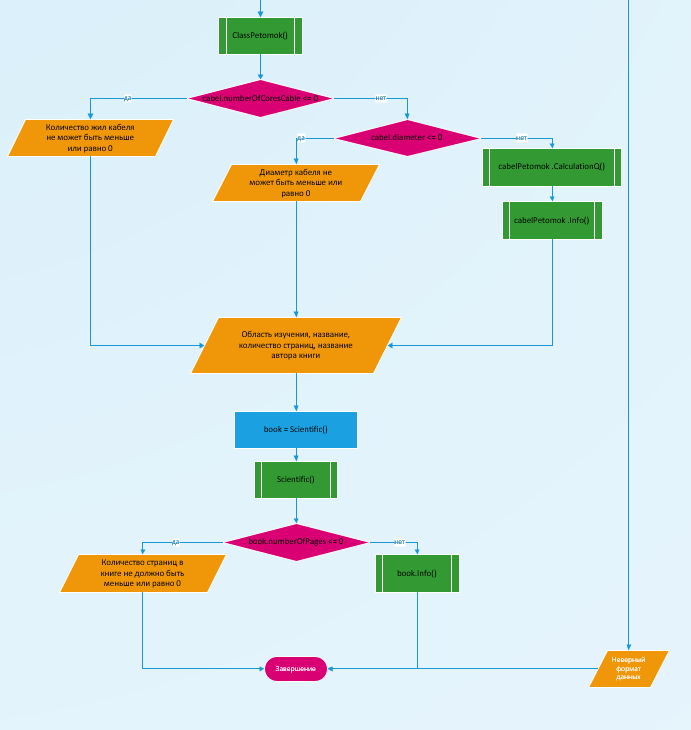 ClassPetomok()
cabel.numberOfCoresCable <= 0
да
нет
Количество жил кабеля
не может быть меньше
или равно 0
cabel.diameter <= 0
да
нет
Диаметр кабеля не
может быть меньше или
равно 0
cabelPetomok .CalculationQ()
cabelPetomok .Info()
Область изучения, название,
количество страниц, название
автора книги
book = Scientific()
Scientific()
book.numberOfPages <= 0
да
нет
Количество страниц в
книге не должно быть
меньше или равно 0
book.Info()
Завершение
Неверный
формат
данных